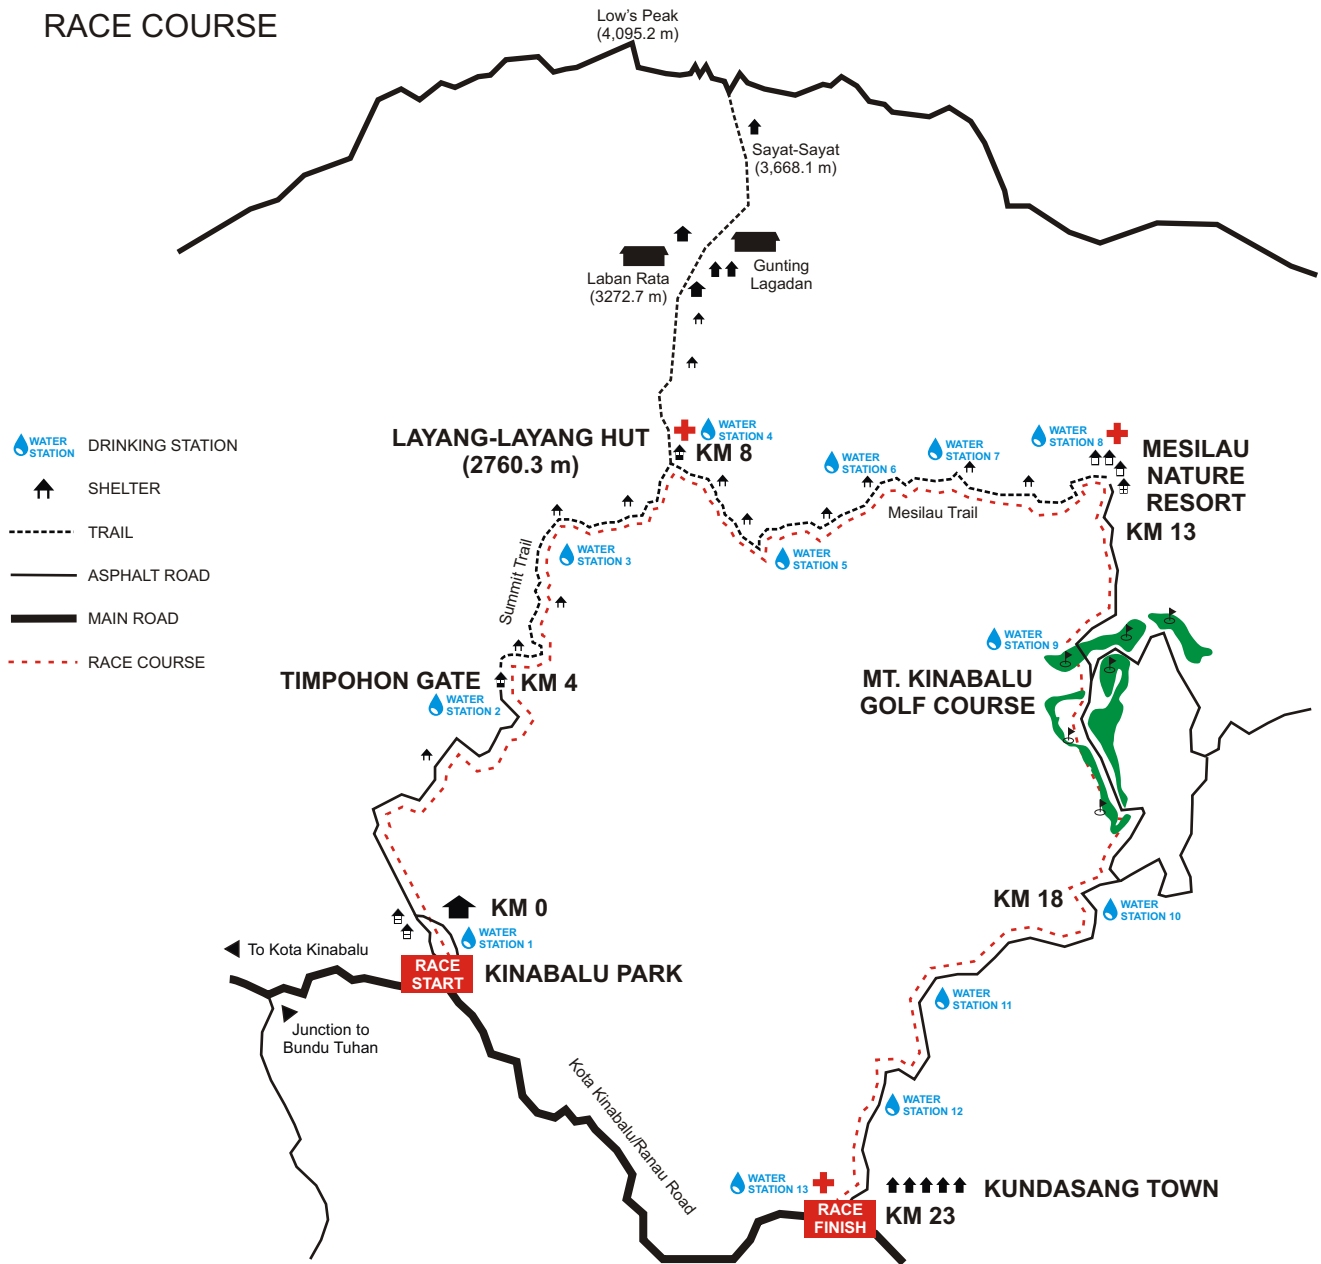 RACE COURSE
Low's Peak
(4,095.2 m)
Sayat-Sayat
(3,668.1 m)
Laban Rata
(3272.7 m)
Gunting
Lagadan
WATER
STATION
DRINKING STATION
SHELTER
TRAIL
ASPHALT ROAD
MAIN ROAD
RACE COURSE
LAYANG-LAYANG HUT
(2760.3 m)
WATER
STATION 4
KM 8
WATER
STATION 6
WATER
STATION 7
WATER
STATION 8
MESILAU
NATURE
RESORT
KM 13
Mesilau Trail
WATER
STATION 3
WATER
STATION 5
Summit Trail
WATER
STATION 9
TIMPOHON GATE
KM 4
WATER
STATION 2
MT. KINABALU
GOLF COURSE
KM 0
WATER
STATION 1
KM 18
WATER
STATION 10
To Kota Kinabalu
RACE
START
KINABALU PARK
WATER
STATION 11
Junction to
Bundu Tuhan
Kota Kinabalu/Ranau Road
WATER
STATION 12
WATER
STATION 13
KUNDASANG TOWN
RACE
FINISH
KM 23